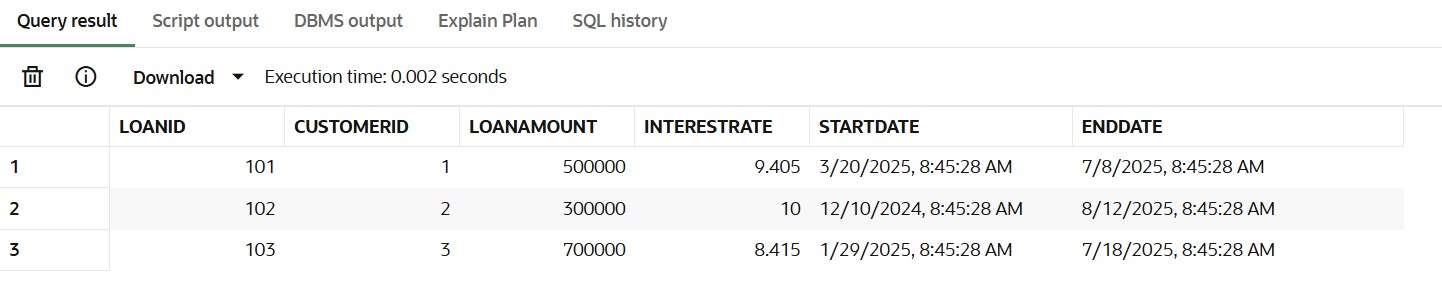 Query result Script output DBMS output Explain Plan SQL history
Download Execution time: 0.002 seconds
LOANID CUSTOMERID LOANAMOUNT INTERESTRATE STARTDATE ENDDATE
1 101 1 500000 9.405 3/20/2025, 8:45:28 AM 7/8/2025, 8:45:28 AM
2 102 2 300000 10 12/10/2024, 8:45:28 AM 8/12/2025, 8:45:28 AM
3 103 3 700000 8.415 1/29/2025, 8:45:28 AM 7/18/2025, 8:45:28 AM